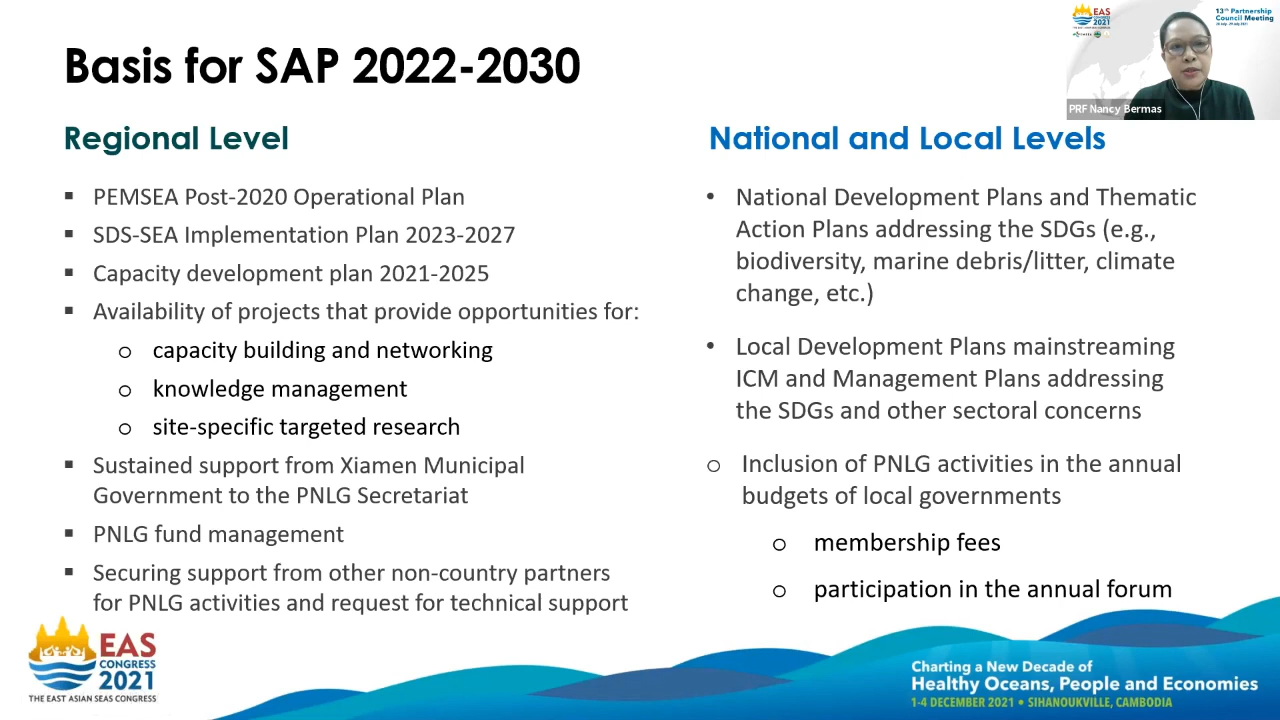 Basis for SAP 2022-2030
EAS
CONGRESS
2021
13th Partnership
Council Meeting
PRF Nancy Bermas
Regional Level
▪ PEMSEA Post-2020 Operational Plan
▪ SDS-SEA Implementation Plan 2023-2027
▪ Capacity development plan 2021-2025
▪ Availability of projects that provide opportunities for:
o capacity building and networking
o knowledge management
o site-specific targeted research
▪ Sustained support from Xiamen Municipal
Government to the PNLG Secretariat
▪ PNLG fund management
▪ Securing support from other non-country partners
for PNLG activities and request for technical support
National and Local Levels
• National Development Plans and Thematic
Action Plans addressing the SDGs (e.g.,
biodiversity, marine debris/litter, climate
change, etc.)
• Local Development Plans mainstreaming
ICM and Management Plans addressing
the SDGs and other sectoral concerns
o Inclusion of PNLG activities in the annual
budgets of local governments
o membership fees
o participation in the annual forum
EAS
CONGRESS
2021
THE EAST ASIAN SEAS CONGRESS
Charting a New Decade of
Healthy Oceans, People and Economies
1-4 DECEMBER 2021 • SIHANOUKVILLE, CAMBODIA